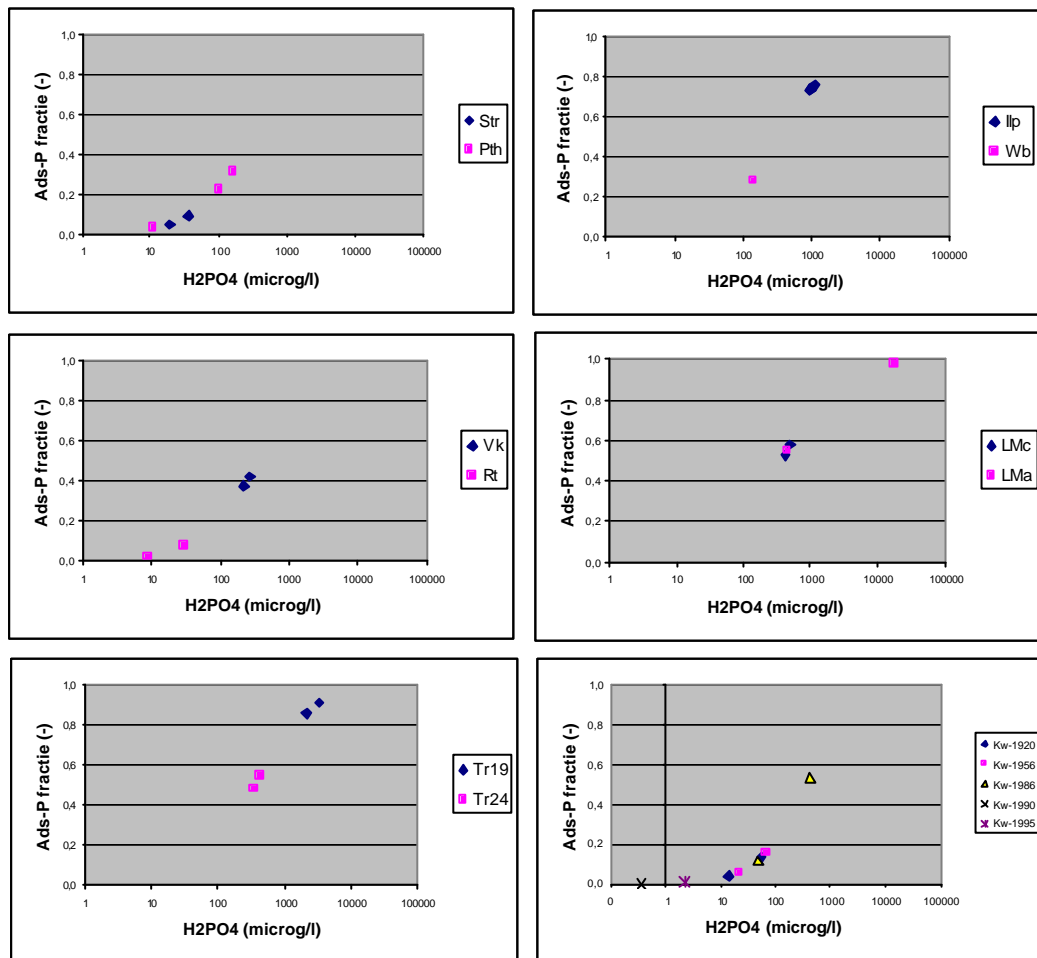 Ads-P fractie (-)
1,0
0,8
0,6
0,4
0,2
0,0
1 10 100 1000 10000 100000
H2PO4 (microg/l)
Str
Pth
Ads-P fractie (-)
1,0
0,8
0,6
0,4
0,2
0,0
1 10 100 1000 10000 100000
H2PO4 (microg/l)
Ilp
Wb
Ads-P fractie (-)
1,0
0,8
0,6
0,4
0,2
0,0
1 10 100 1000 10000 100000
H2PO4 (microg/l)
Vk
Rt
Ads-P fractie (-)
1,0
0,8
0,6
0,4
0,2
0,0
1 10 100 1000 10000 100000
H2PO4 (microg/l)
LMc
LMa
Ads-P fractie (-)
1,0
0,8
0,6
0,4
0,2
0,0
1 10 100 1000 10000 100000
H2PO4 (microg/l)
Tr19
Tr24
Ads-P fractie (-)
1,0
0,8
0,6
0,4
0,2
0,0
0 1 10 100 1000 10000 100000
H2PO4 (microg/l)
Kw-1920
Kw-1956
Kw-1986
Kw-1990
Kw-1995